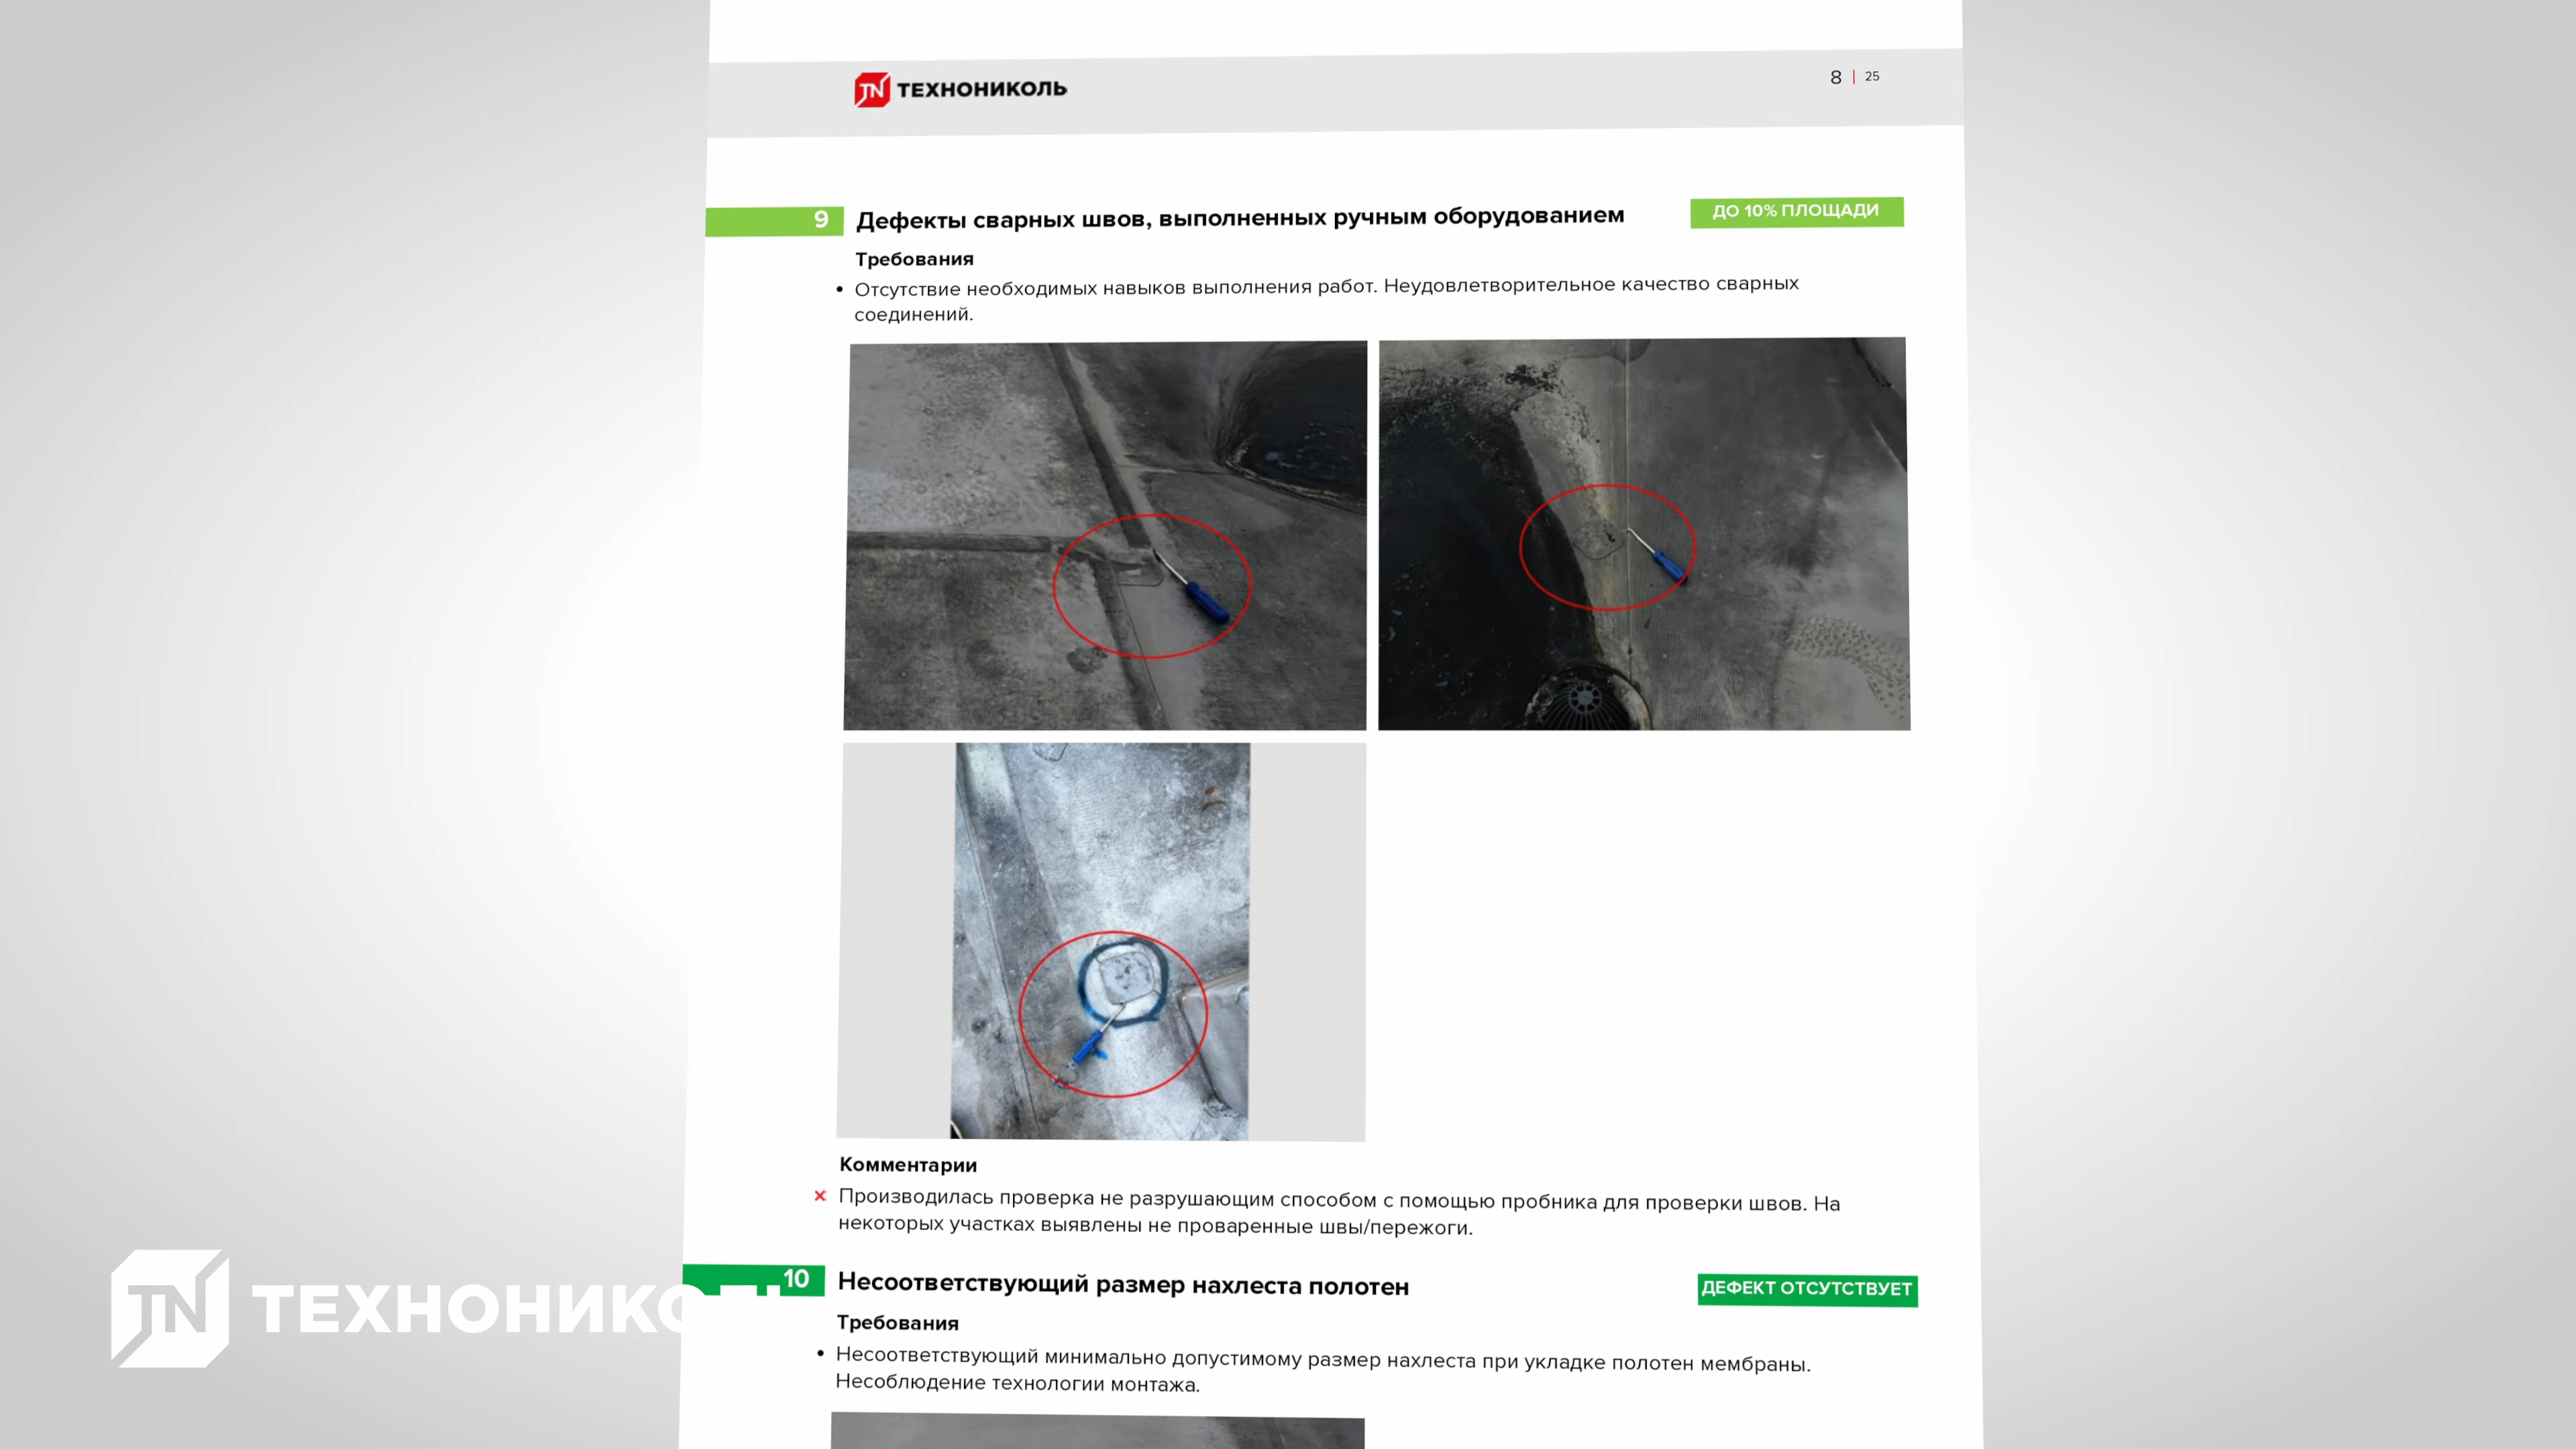 ТЕХНОНИКОЛЬ
8 | 25
9 Дефекты сварных швов, выполненных ручным оборудованием ДО 10% ПЛОЩАДИ
Требования
• Отсутствие необходимых навыков выполнения работ. Неудовлетворительное качество сварных
соединений.
Комментарии
Производилась проверка не разрушающим способом с помощью пробника для проверки швов. На
некоторых участках выявлены не проваренные швы/пережоги.
10 Несоответствующий размер нахлеста полотен ДЕФЕКТ ОТСУТСТВУЕТ
Требования
• Несоответствующий минимально допустимому размер нахлеста при укладке полотен мембраны.
Несоблюдение технологии монтажа.
ТЕХНОНИКОЛЬ